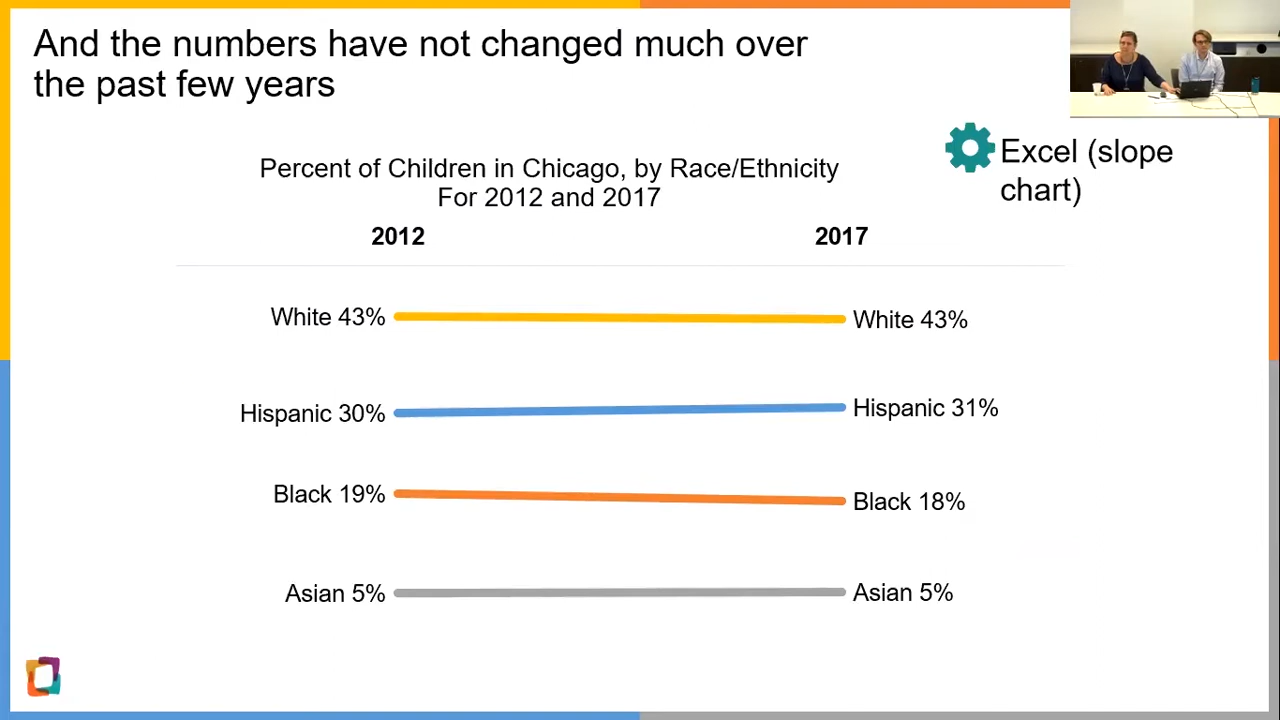 And the numbers have not changed much over
the past few years
Excel (slope
chart)
Percent of Children in Chicago, by Race/Ethnicity
For 2012 and 2017
2012
2017
White 43%
White 43%
Hispanic 30%
Hispanic 31%
Black 19%
Black 18%
Asian 5%
Asian 5%